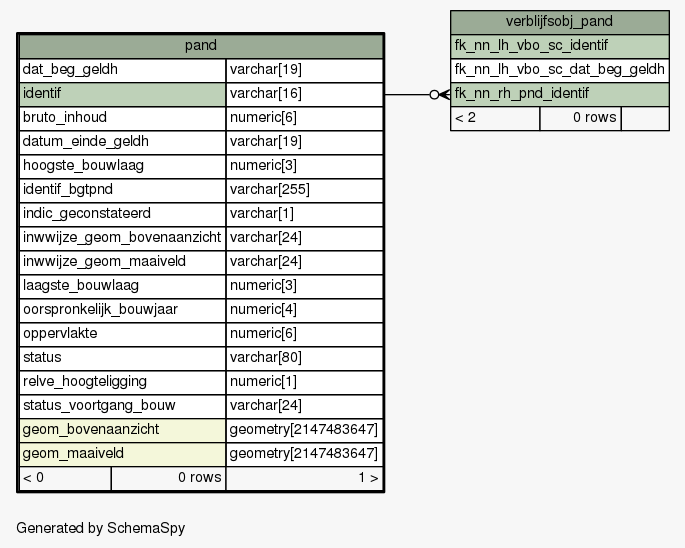 pand
dat_beg_geldh varchar[19]
identif varchar[16]
bruto_inhoud numeric[6]
datum_einde_geldh varchar[19]
hoogste_bouwlaag numeric[3]
identif_bgtpnd varchar[255]
indic_geconstateerd varchar[1]
inwwijze_geom_bovenaanzicht varchar[24]
inwwijze_geom_maaiveld varchar[24]
laagste_bouwlaag numeric[3]
oorspronkelijk_bouwjaar numeric[4]
oppervlakte numeric[6]
status varchar[80]
relve_hoogteligging numeric[1]
status_voortgang_bouw varchar[24]
geom_bovenaanzicht geometry[2147483647]
geom_maaiveld geometry[2147483647]
< 0 0 rows 1 >
verblijfsobj_pand
fk_nn_lh_vbo_sc_identif
fk_nn_lh_vbo_sc_dat_beg_geldh
fk_nn_rh_pnd_identif
< 2 0 rows
Generated by SchemaSpy